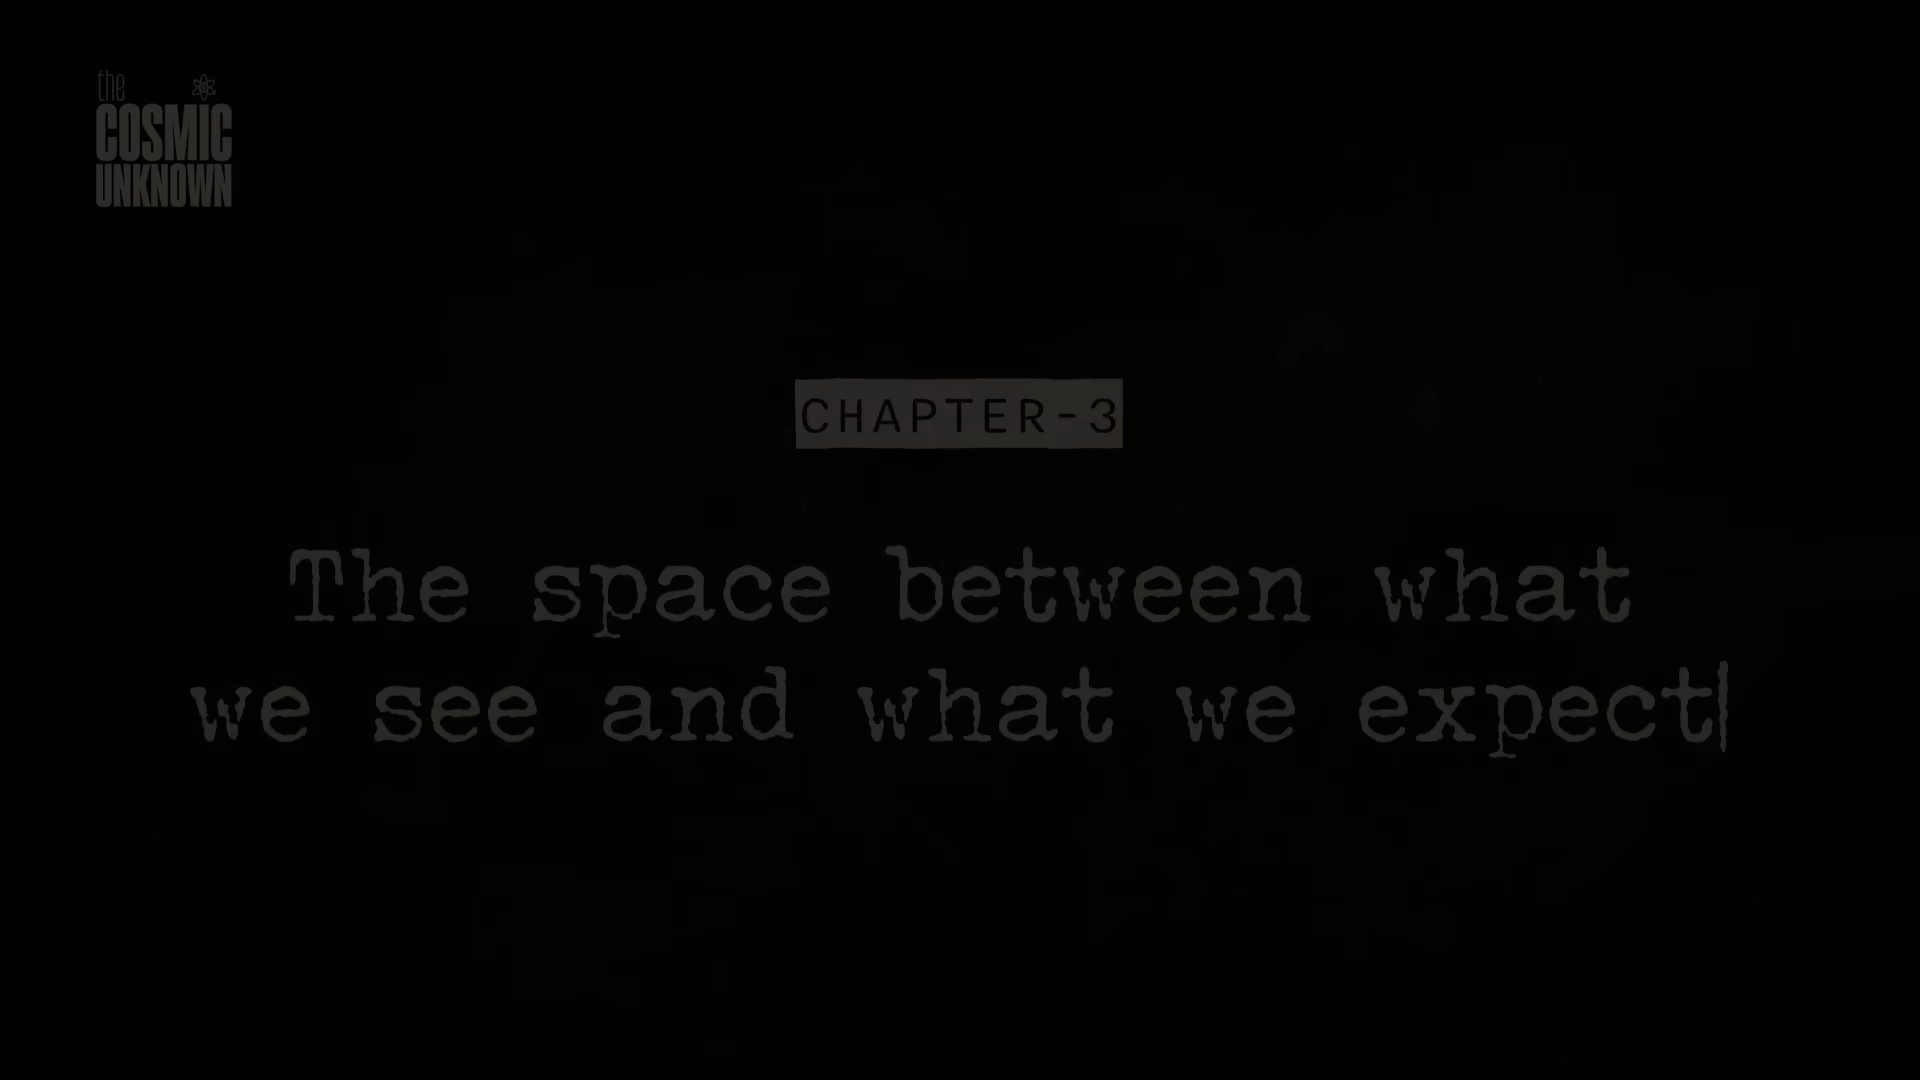 the
COSMIC
UNKNOWN
CHAPTER-3
The space between what
we see and what we expect